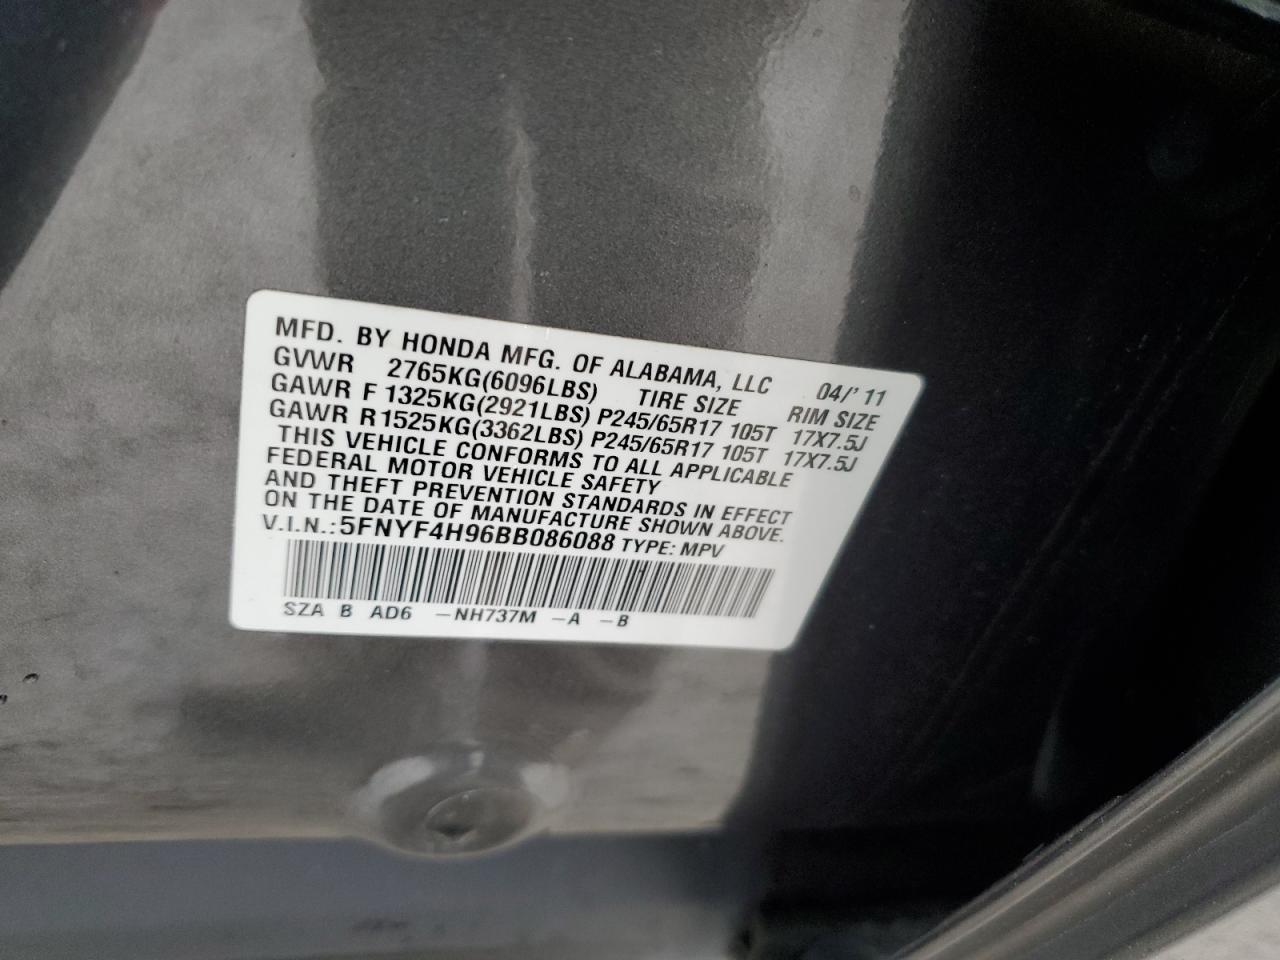 MFD. BY HONDA MFG. OF ALABAMA, LLC 04/'11
GVWR 2765KG(6096LBS) TIRE SIZE RIM SIZE
GAWR F 1325KG(2921LBS) P245/65R17 105T 17X7.5J
GAWR R1525KG(3362LBS) P245/65R17 105T 17X7.5J
THIS VEHICLE CONFORMS TO ALL APPLICABLE
FEDERAL MOTOR VEHICLE SAFETY
AND THEFT PREVENTION STANDARDS IN EFFECT
ON THE DATE OF MANUFACTURE SHOWN ABOVE.
V.I.N.:5FNYF4H96BB086088 TYPE: MPV
SZA B AD6 –NH737M –A –B